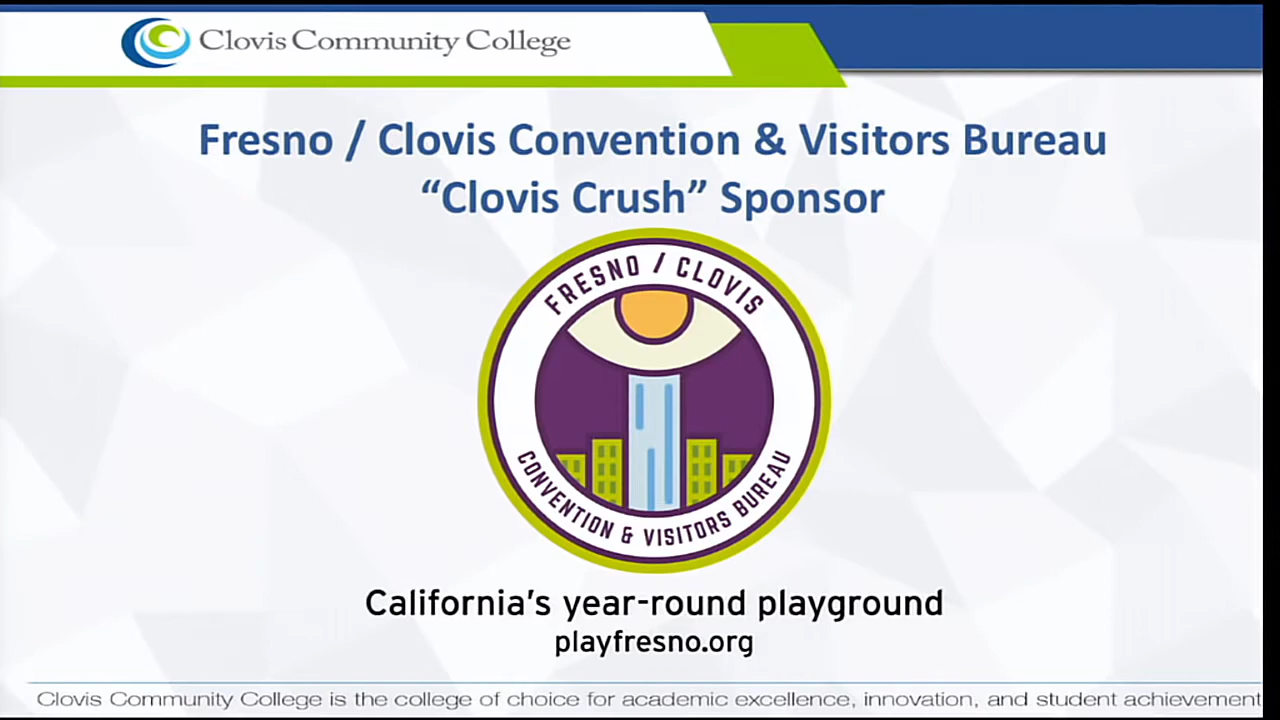 Clovis Community College
Fresno / Clovis Convention & Visitors Bureau
“Clovis Crush” Sponsor
FRESNO / CLOVIS
CONVENTION & VISITORS BUREAU
California's year-round playground
playfresno.org
Clovis Community College is the college of choice for academic excellence, innovation, and student achievement